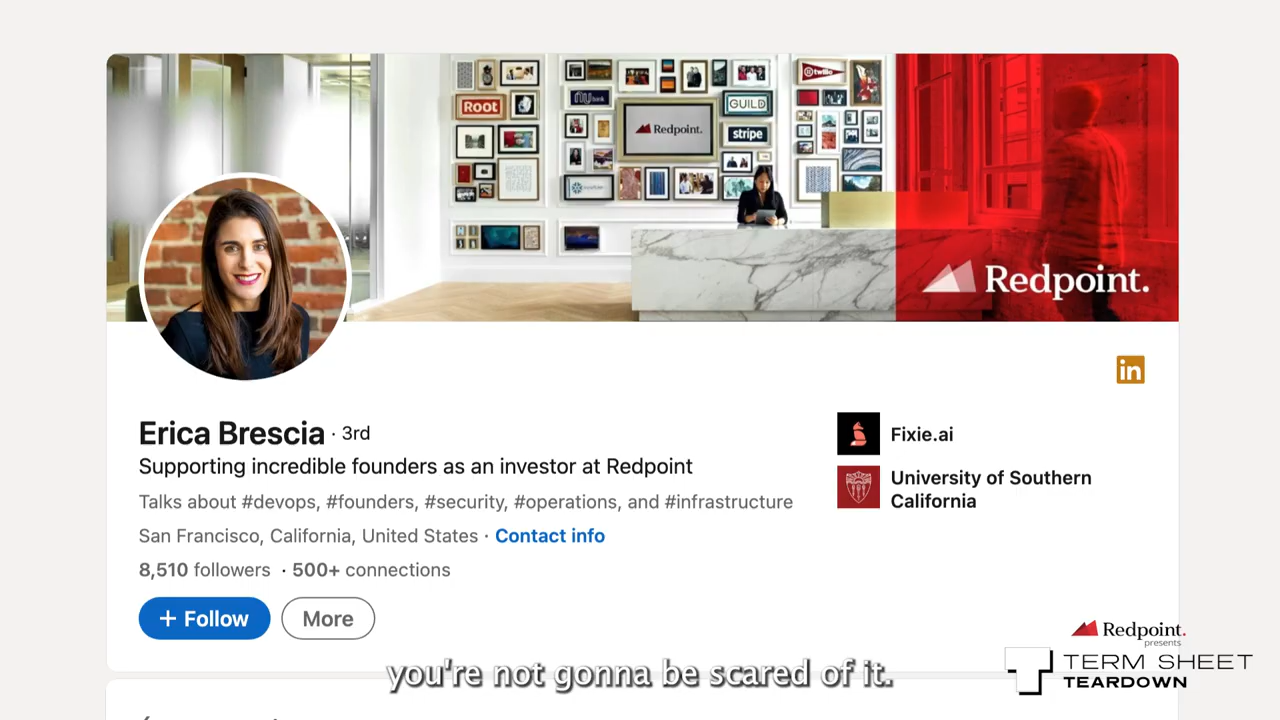 Root
nu
bank
Redpoint.
GUILD
stripe
twilio
Redpoint.
Erica Brescia · 3rd
Supporting incredible founders as an investor at Redpoint
Talks about #devops, #founders, #security, #operations, and #infrastructure
San Francisco, California, United States · Contact info
8,510 followers · 500+ connections
+ Follow
More
in
Fixie.ai
University of Southern
California
you're not gonna be scared of it.
Redpoint.
presents
TERM SHEET
TEARDOWN